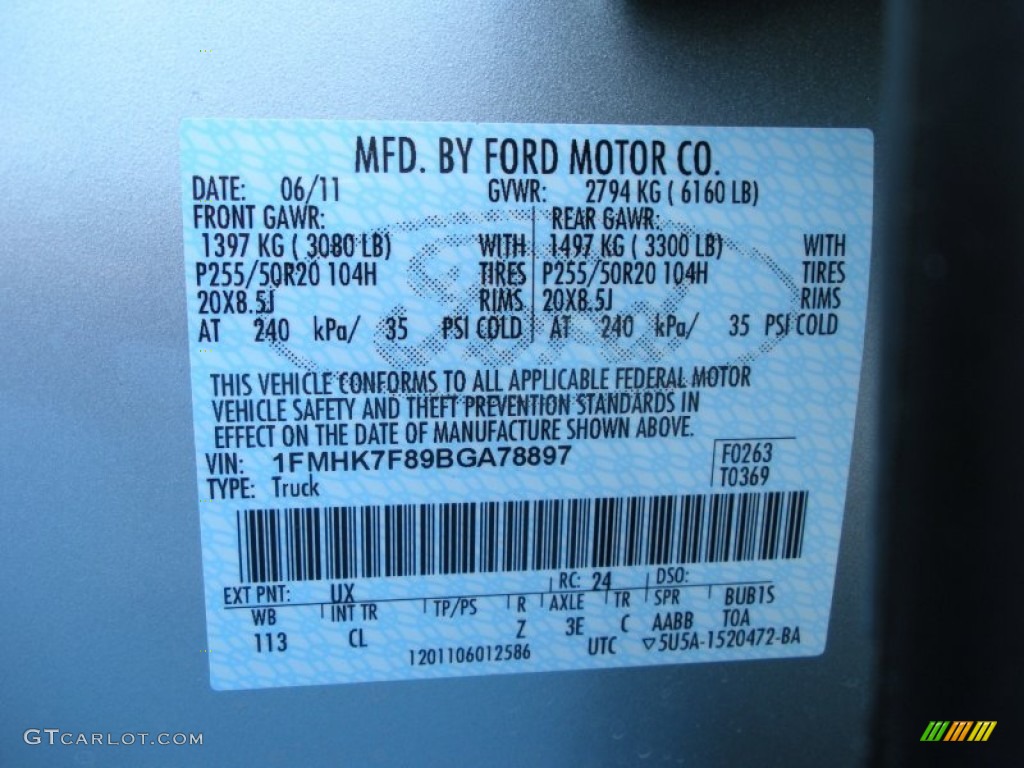 MFD. BY FORD MOTOR CO.
DATE: 06/11 GVWR: 2794 KG ( 6160 LB)
FRONT GAWR: REAR GAWR:
1397 KG ( 3080 LB) WITH 1497 KG ( 3300 LB) WITH
P255/50R20 104H TIRES P255/50R20 104H TIRES
20X8.5J RIMS 20X8.5J RIMS
AT 240 kPa/ 35 PSI COLD AT 240 kPa/ 35 PSI COLD
THIS VEHICLE CONFORMS TO ALL APPLICABLE FEDERAL MOTOR
VEHICLE SAFETY AND THEFT PREVENTION STANDARDS IN
EFFECT ON THE DATE OF MANUFACTURE SHOWN ABOVE.
VIN: 1FMHK7F89BGA78897 F0263
TYPE: Truck T0369
EXT PNT: UX RC: 24 DSO:
WB INT TR TP/PS R AXLE TR SPR BUB1S
113 CL Z 3E C AABB TOA
1201106012586 UTC ▽5U5A-1520472-BA
GTCARLOT.COM